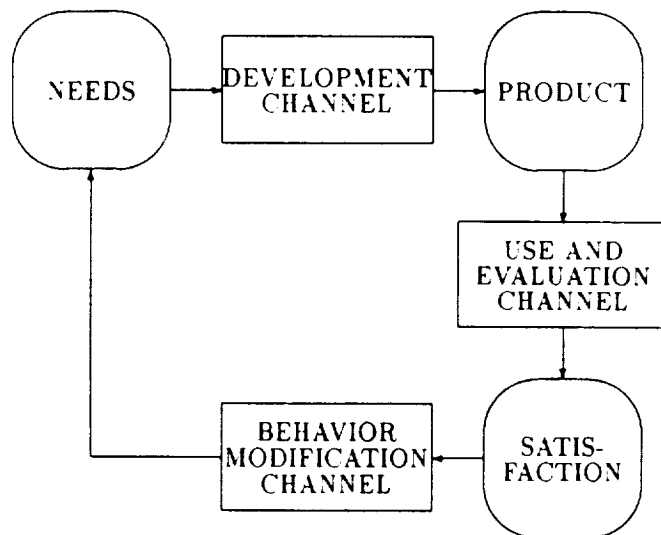 NEEDS
DEVELOPMENT
CHANNEL
PRODUCT
USE AND
EVALUATION
CHANNEL
SATIS-
FACTION
BEHAVIOR
MODIFICATION
CHANNEL